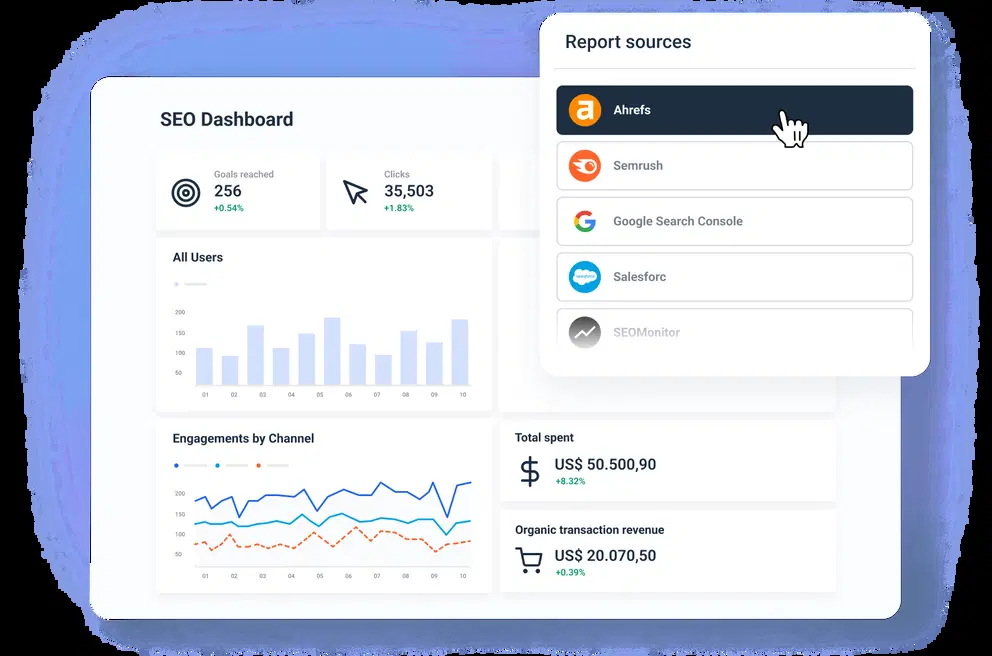 Report sources
Ahrefs
Semrush
Google Search Console
Salesforc
SEOMonitor
SEO Dashboard
Goals reached
256
+0.54%
Clicks
35,503
+1.83%
All Users
200
150
100
50
01 02 03 04 05 06 07 08 09 10
Engagements by Channel
200
150
100
50
01 02 03 04 05 06 07 08 09 10
Total spent
US$ 50.500,90
+8.32%
Organic transaction revenue
US$ 20.070,50
+0.39%